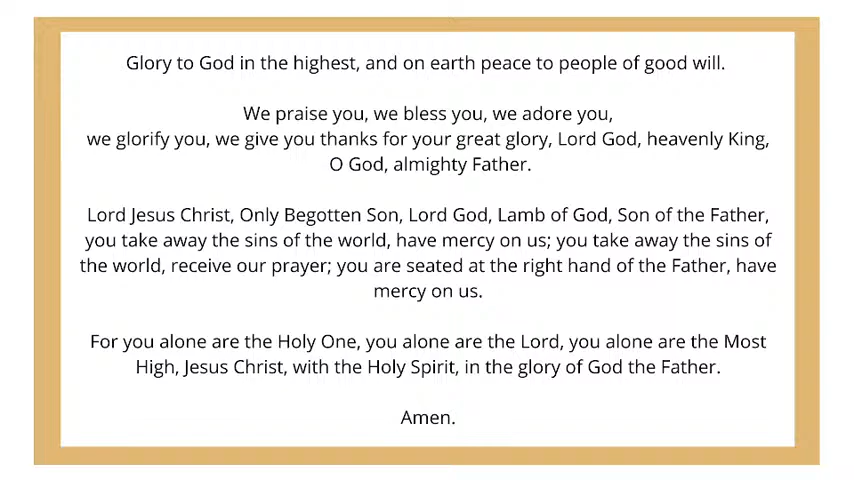 Glory to God in the highest, and on earth peace to people of good will.
We praise you, we bless you, we adore you,
we glorify you, we give you thanks for your great glory, Lord God, heavenly King,
O God, almighty Father.
Lord Jesus Christ, Only Begotten Son, Lord God, Lamb of God, Son of the Father,
you take away the sins of the world, have mercy on us; you take away the sins of
the world, receive our prayer; you are seated at the right hand of the Father, have
mercy on us.
For you alone are the Holy One, you alone are the Lord, you alone are the Most
High, Jesus Christ, with the Holy Spirit, in the glory of God the Father.
Amen.